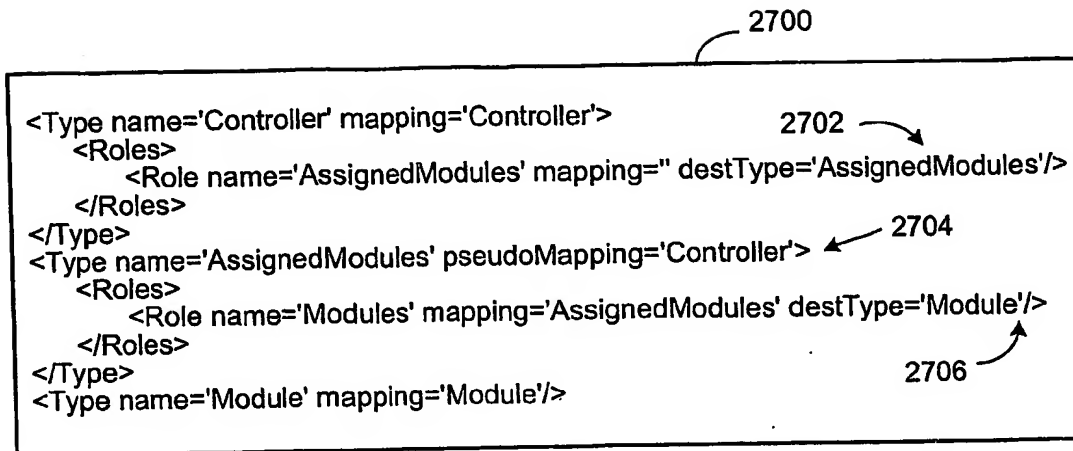 2700
<Type name='Controller' mapping='Controller'>
2702
<Roles>
<Role name='AssignedModules' mapping='' destType='AssignedModules'/>
</Roles>
</Type>
2704
<Type name='AssignedModules' pseudoMapping='Controller'>
<Roles>
<Role name='Modules' mapping='AssignedModules' destType='Module'/>
</Roles>
</Type>
2706
<Type name='Module' mapping='Module'/>